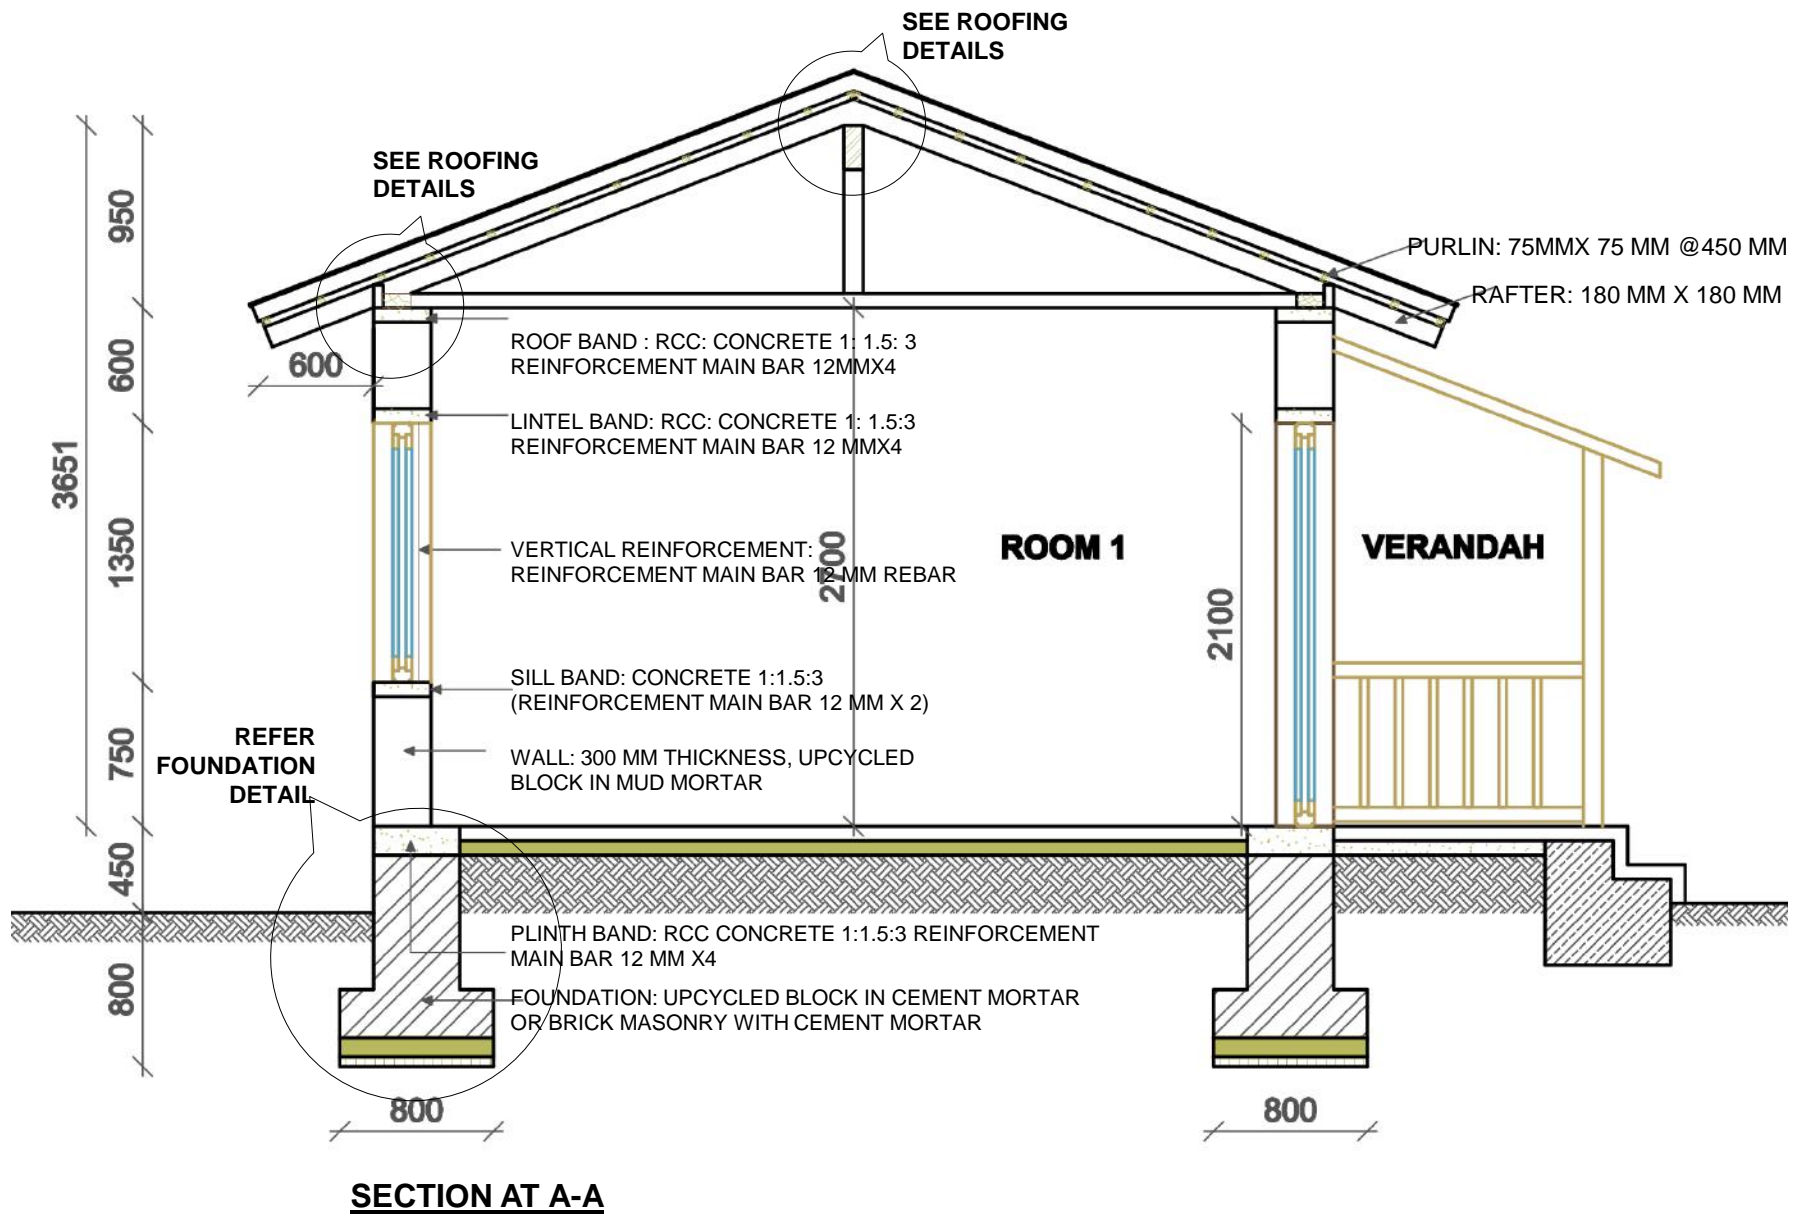 SEE ROOFING
DETAILS
SEE ROOFING
DETAILS
950
600
1350
750
450
800
3651
600
PURLIN: 75MMX 75 MM @450 MM
RAFTER: 180 MM X 180 MM
ROOF BAND : RCC: CONCRETE 1: 1.5: 3
REINFORCEMENT MAIN BAR 12MMX4
LINTEL BAND: RCC: CONCRETE 1: 1.5:3
REINFORCEMENT MAIN BAR 12 MMX4
VERTICAL REINFORCEMENT:
REINFORCEMENT MAIN BAR 12 MM REBAR
2700
ROOM 1
VERANDAH
2100
SILL BAND: CONCRETE 1:1.5:3
(REINFORCEMENT MAIN BAR 12 MM X 2)
REFER
FOUNDATION
DETAIL
WALL: 300 MM THICKNESS, UPCYCLED
BLOCK IN MUD MORTAR
PLINTH BAND: RCC CONCRETE 1:1.5:3 REINFORCEMENT
MAIN BAR 12 MM X4
FOUNDATION: UPCYCLED BLOCK IN CEMENT MORTAR
OR BRICK MASONRY WITH CEMENT MORTAR
800
800
SECTION AT A-A